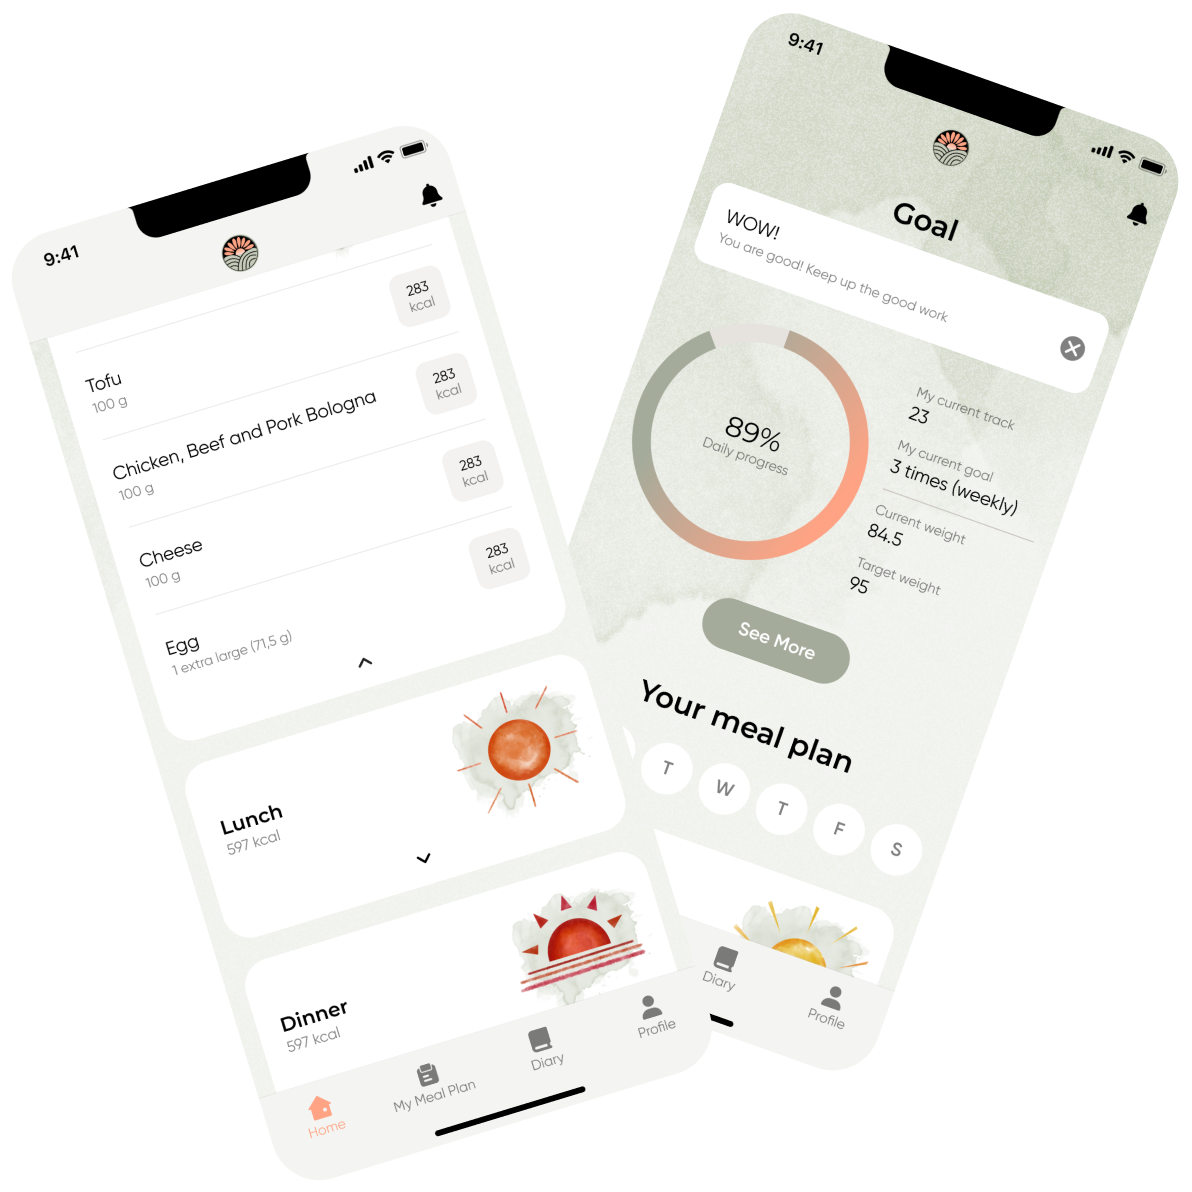 9:41
283
kcal
Tofu
100 g
283
kcal
Chicken, Beef and Pork Bologna
100 g
283
kcal
Cheese
100 g
283
kcal
Egg
1 extra large (71,5 g)
Lunch
597 kcal
Dinner
597 kcal
Home
My Meal Plan
Diary
Profile
9:41
Goal
WOW!
You are good! Keep up the good work
89%
Daily progress
My current track
23
My current goal
3 times (weekly)
Current weight
84.5
Target weight
95
See More
Your meal plan
T
W
T
F
S
Diary
Profile